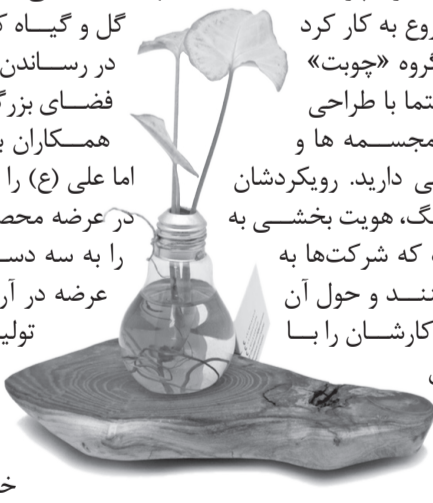 روع به کار کرد
گروه «چوبت»
تما با طراحی
مجسمه ها و
ی دارید. رویکردشان
گ، هویت بخشی به
که شرکت‌ها به
نند و حول آن
کارشان را با
گل و گیاه ک
در رساندن
فضای بزرگ
همکاران ب
اما علی (ع) را
در عرضه محص
را به سه دس
عرضه در آر
تولی
خ